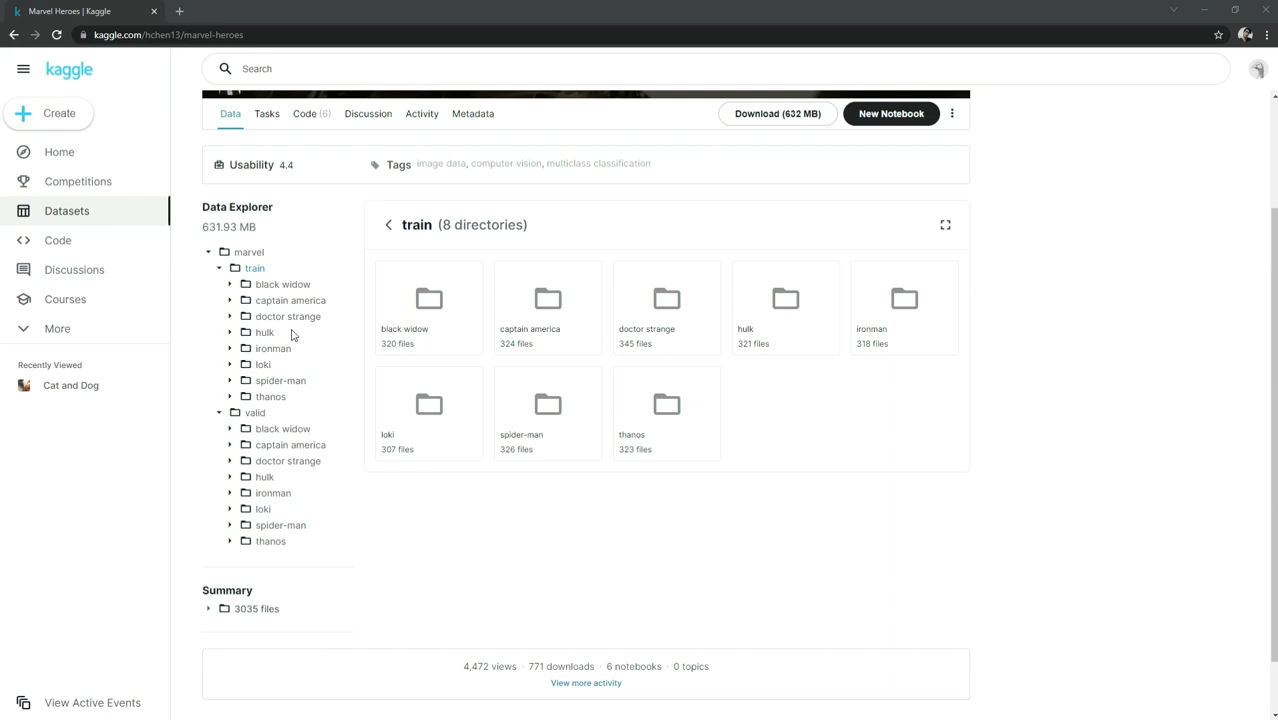 Marvel Heroes | Kaggle
kaggle.com/hchen13/marvel-heroes
kaggle
Search
Create
Home
Competitions
Datasets
Code
Discussions
Courses
More
Recently Viewed
Cat and Dog
View Active Events
Data Tasks Code (6) Discussion Activity Metadata Download (632 MB) New Notebook
Usability 4.4 Tags image data, computer vision, multiclass classification
Data Explorer
631.93 MB
marvel
train
black widow
captain america
doctor strange
hulk
ironman
loki
spider-man
thanos
valid
black widow
captain america
doctor strange
hulk
ironman
loki
spider-man
thanos
Summary
3035 files
train (8 directories)
black widow captain america doctor strange hulk ironman
320 files 324 files 345 files 321 files 318 files
loki spider-man thanos
307 files 326 files 323 files
4,472 views · 771 downloads · 6 notebooks · 0 topics
View more activity